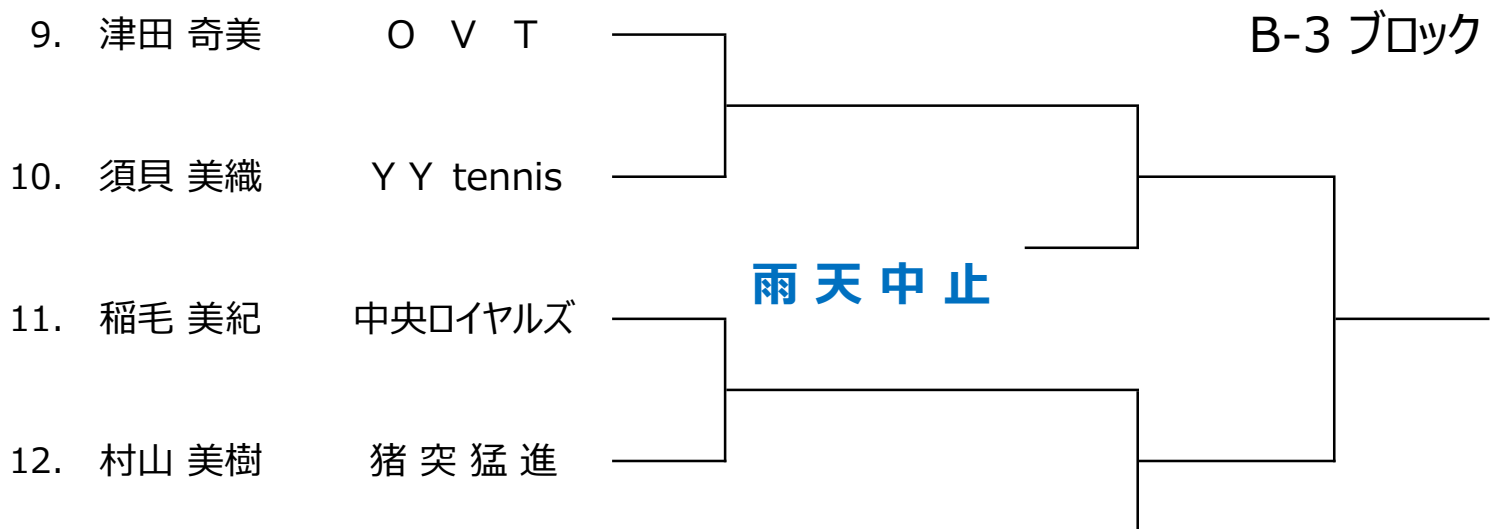 9. 津田 奇美 O V T
B-3 ブロック
10. 須貝 美織 Y Y tennis
雨 天 中 止
11. 稲毛 美紀 中央ロイヤルズ
12. 村山 美樹 猪 突 猛 進